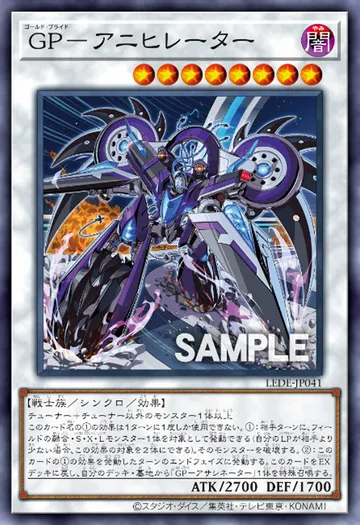 ゴールド・プライド
GP－アニヒレーター
やみ
闇
SAMPLE
LEDE-JP041
【戦士族／シンクロ／効果】
チューナー＋チューナー以外のモンスター1体以上
このカード名の①の効果は1ターンに1度しか使用できない。①：相手ターンに、フィ
ールドの融合・S・X・Lモンスター1体を対象として発動できる（自分のLPが相手より
少ない場合、この効果の対象を2体にできる）。そのモンスターを破壊する。②：この
カードの①の効果を発動したターンのエンドフェイズに発動する。このカードをEX
デッキに戻し、自分のデッキ・墓地から「GP－アサシネーター」1体を特殊召喚する。
ATK/2700 DEF/1700
©スタジオ・ダイス／集英社・テレビ東京・KONAMI